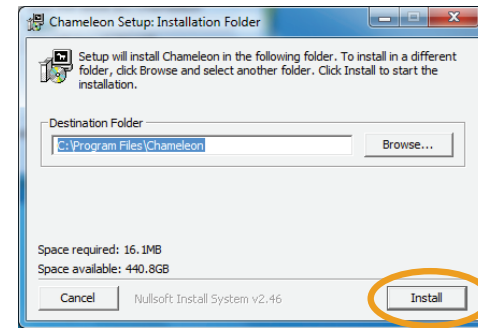 Chameleon Setup: Installation Folder
Setup will install Chameleon in the following folder. To install in a different
folder, click Browse and select another folder. Click Install to start the
installation.
Destination Folder
C:\Program Files\Chameleon
Browse...
Space required: 16.1MB
Space available: 440.8GB
Cancel
Nullsoft Install System v2.46
Install